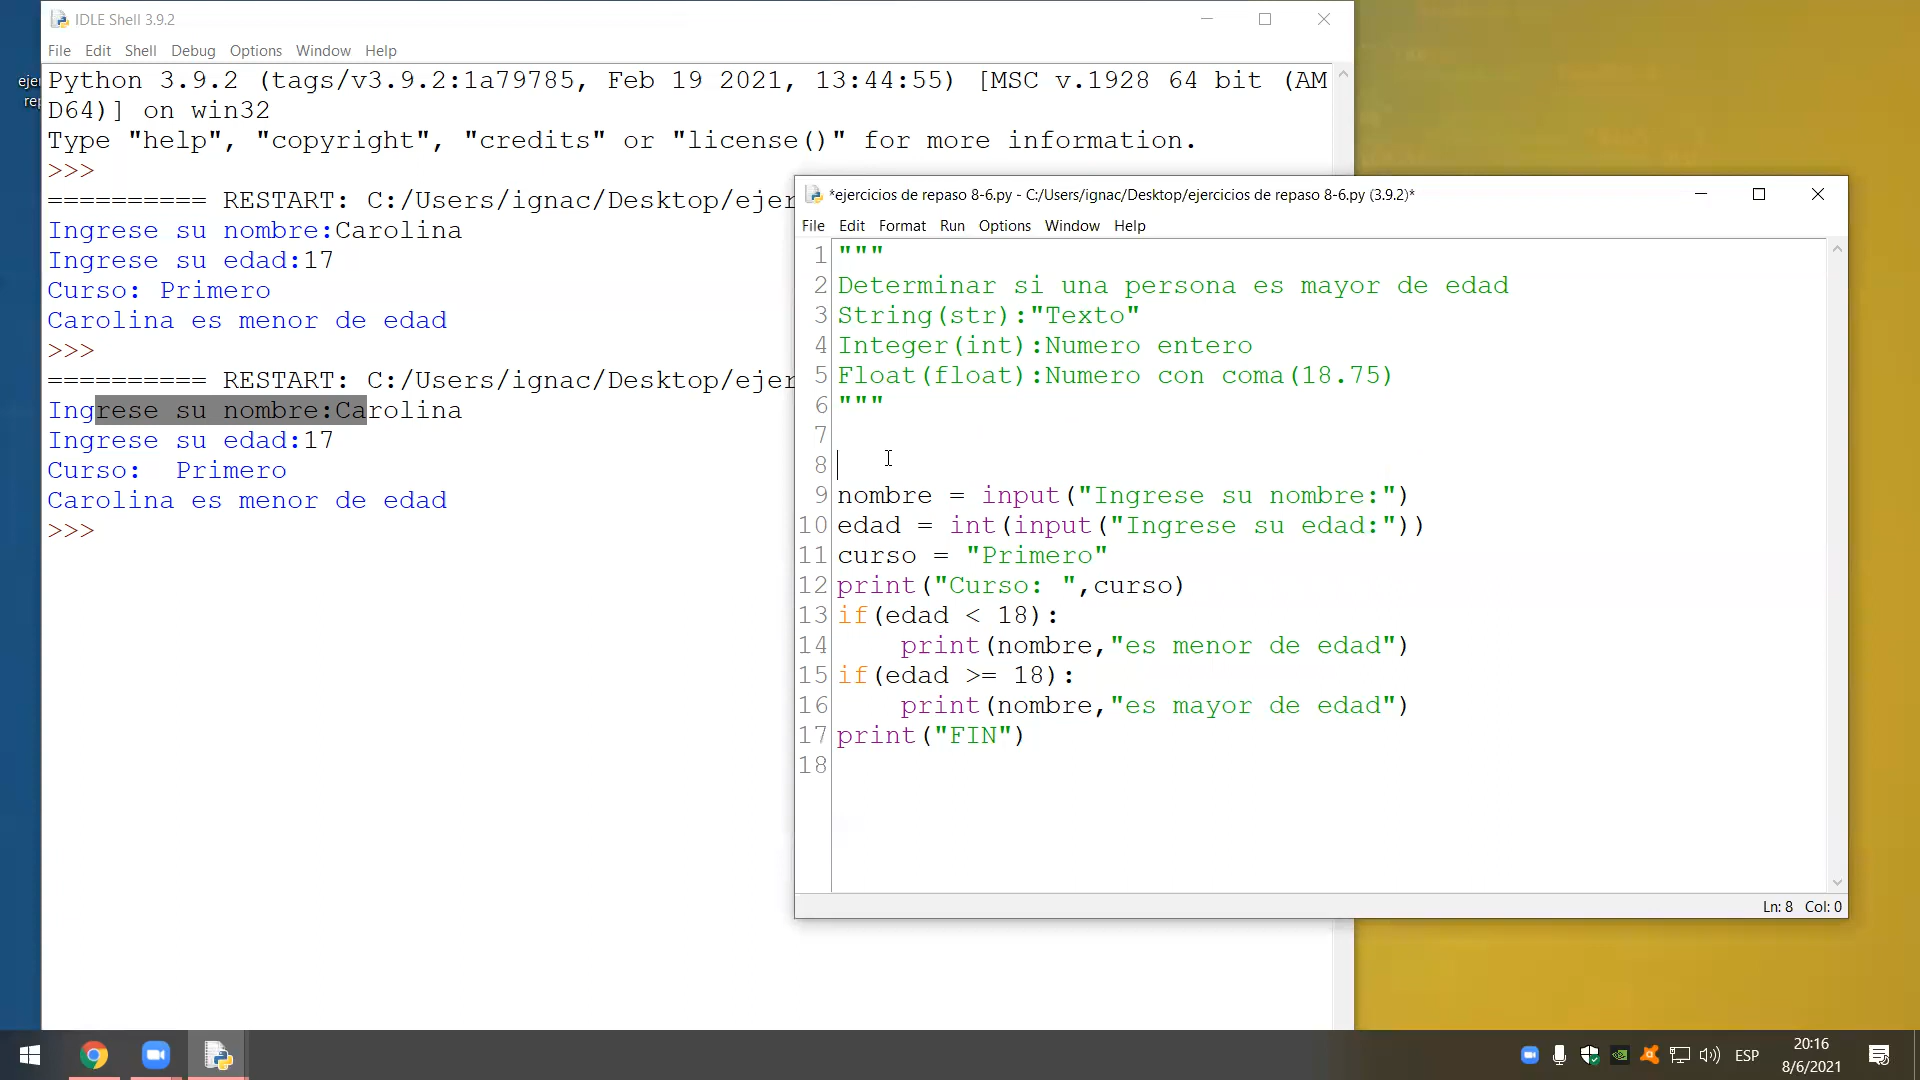 IDLE Shell 3.9.2
File Edit Shell Debug Options Window Help
Python 3.9.2 (tags/v3.9.2:1a79785, Feb 19 2021, 13:44:55) [MSC v.1928 64 bit (AM
D64)] on win32
Type "help", "copyright", "credits" or "license()" for more information.
>>>
========== RESTART: C:/Users/ignac/Desktop/ejer
Ingrese su nombre:Carolina
Ingrese su edad:17
Curso: Primero
Carolina es menor de edad
>>>
========== RESTART: C:/Users/ignac/Desktop/ejer
Ingrese su nombre:Carolina
Ingrese su edad:17
Curso:  Primero
Carolina es menor de edad
>>>
*ejercicios de repaso 8-6.py - C:/Users/ignac/Desktop/ejercicios de repaso 8-6.py (3.9.2)*
File Edit Format Run Options Window Help
1 """
2 Determinar si una persona es mayor de edad
3 String(str):"Texto"
4 Integer(int):Numero entero
5 Float(float):Numero con coma(18.75)
6 """
7
8
9 nombre = input("Ingrese su nombre:")
10 edad = int(input("Ingrese su edad:"))
11 curso = "Primero"
12 print("Curso: ",curso)
13 if(edad < 18):
14     print(nombre,"es menor de edad")
15 if(edad >= 18):
16     print(nombre,"es mayor de edad")
17 print("FIN")
18
Ln: 8 Col: 0
ESP
20:16
8/6/2021